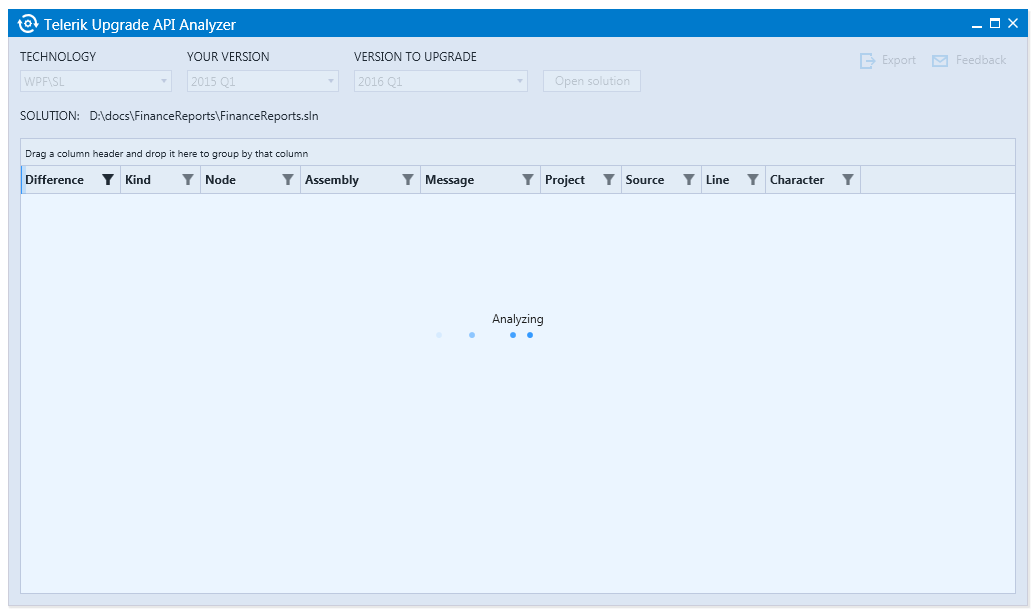 Telerik Upgrade API Analyzer
TECHNOLOGY YOUR VERSION VERSION TO UPGRADE
WPF\SL 2015 Q1 2016 Q1 Open solution Export Feedback
SOLUTION: D:\docs\FinanceReports\FinanceReports.sln
Drag a column header and drop it here to group by that column
Difference Kind Node Assembly Message Project Source Line Character
Analyzing